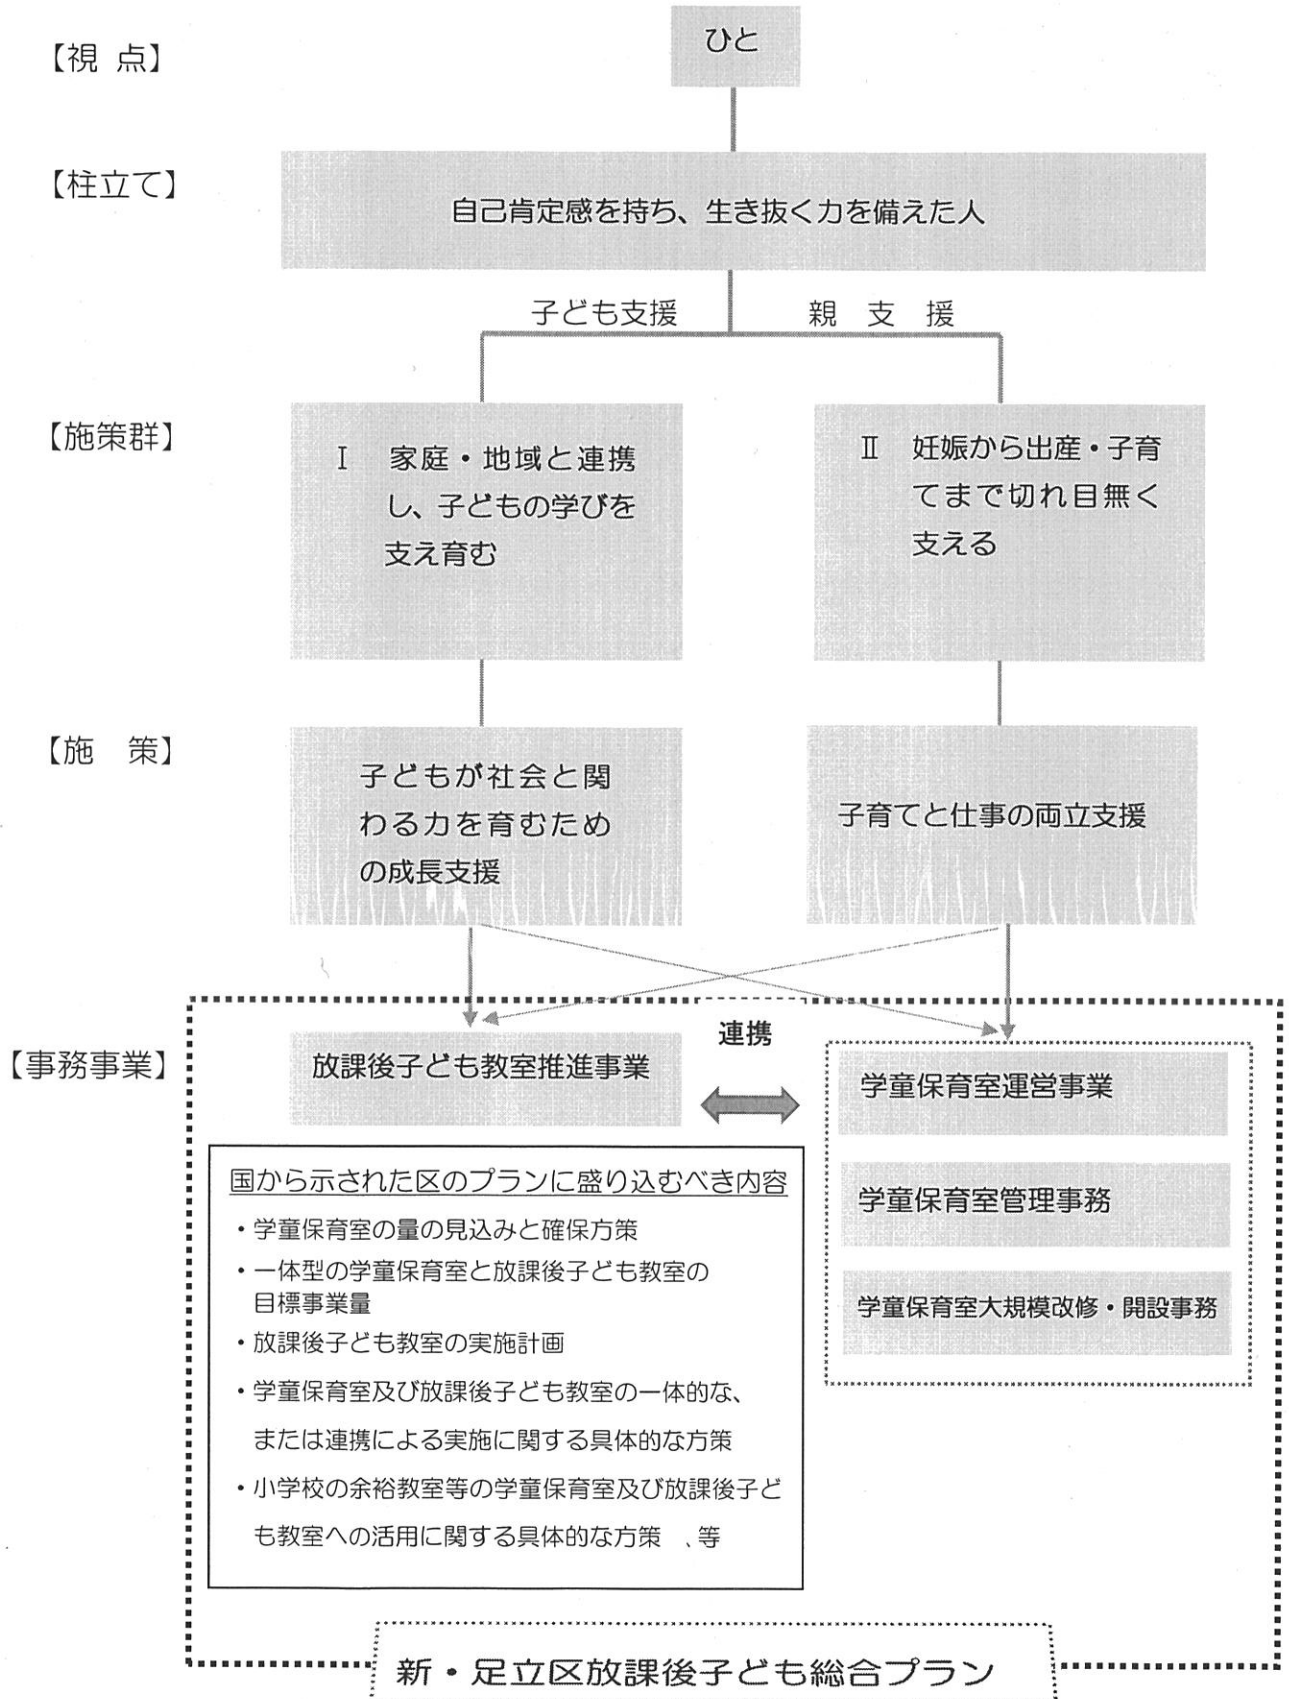 【視 点】
ひと
【柱立て】
自己肯定感を持ち、生き抜く力を備えた人
子ども支援
親 支 援
【施策群】
Ⅰ 家庭・地域と連携
し、子どもの学びを
支え育む
Ⅱ 妊娠から出産・子育
てまで切れ目無く
支える
【施 策】
子どもが社会と関
わる力を育むため
の成長支援
子育てと仕事の両立支援
【事務事業】
放課後子ども教室推進事業
連携
学童保育室運営事業
学童保育室管理事務
学童保育室大規模改修・開設事務
国から示された区のプランに盛り込むべき内容
・学童保育室の量の見込みと確保方策
・一体型の学童保育室と放課後子ども教室の
目標事業量
・放課後子ども教室の実施計画
・学童保育室及び放課後子ども教室の一体的な、
または連携による実施に関する具体的な方策
・小学校の余裕教室等の学童保育室及び放課後子ど
も教室への活用に関する具体的な方策 、等
新・足立区放課後子ども総合プラン